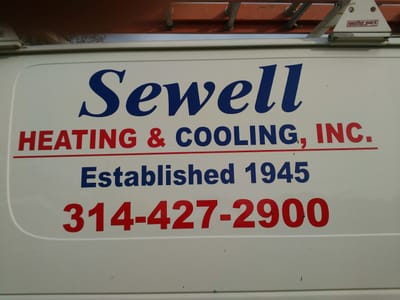 Sewell
HEATING & COOLING, INC.
Established 1945
314-427-2900